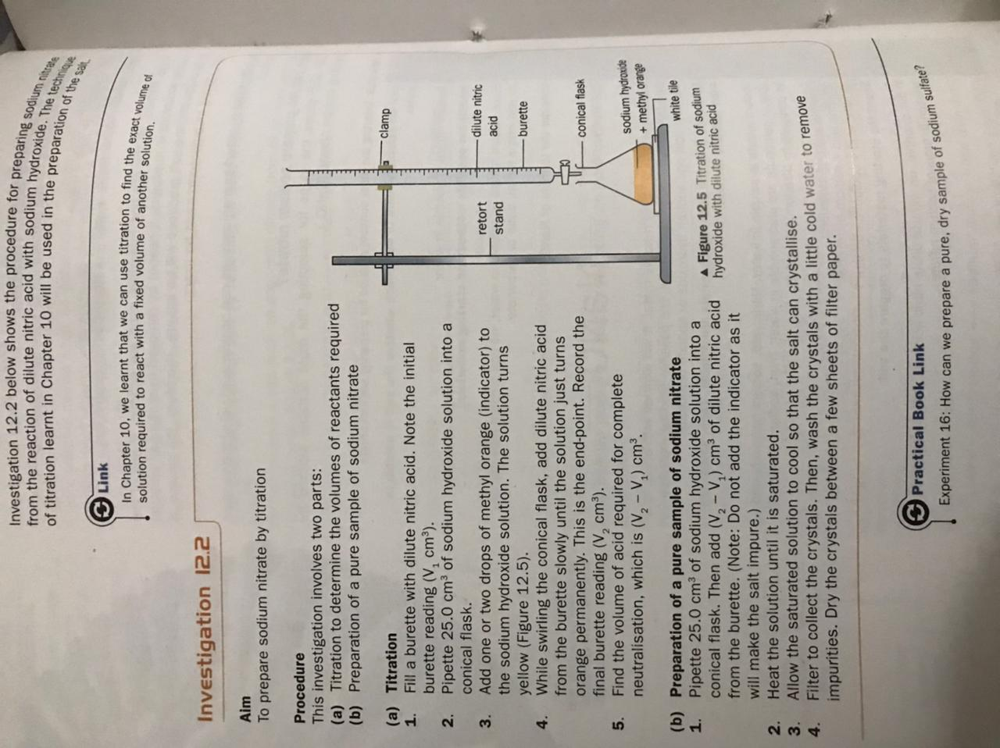 Investigation 12.2 below shows the procedure for preparing sodium nitrate
from the reaction of dilute nitric acid with sodium hydroxide. The technique
of titration learnt in Chapter 10 will be used in the preparation of the salt.
Link
In Chapter 10, we learnt that we can use titration to find the exact volume of
solution required to react with a fixed volume of another solution.
Investigation 12.2
Aim
To prepare sodium nitrate by titration
Procedure
This investigation involves two parts:
(a) Titration to determine the volumes of reactants required
(b) Preparation of a pure sample of sodium nitrate
(a) Titration
1. Fill a burette with dilute nitric acid. Note the initial
burette reading (V₁ cm³).
2. Pipette 25.0 cm³ of sodium hydroxide solution into a
conical flask.
3. Add one or two drops of methyl orange (indicator) to
the sodium hydroxide solution. The solution turns
yellow (Figure 12.5).
4. While swirling the conical flask, add dilute nitric acid
from the burette slowly until the solution just turns
orange permanently. This is the end-point. Record the
final burette reading (V₂ cm³).
5. Find the volume of acid required for complete
neutralisation, which is (V₂ – V₁) cm³.
clamp
dilute nitric
acid
burette
retort
stand
conical flask
sodium hydroxide
+ methyl orange
white tile
▲ Figure 12.5 Titration of sodium
hydroxide with dilute nitric acid
(b) Preparation of a pure sample of sodium nitrate
1. Pipette 25.0 cm³ of sodium hydroxide solution into a
conical flask. Then add (V₂ – V₁) cm³ of dilute nitric acid
from the burette. (Note: Do not add the indicator as it
will make the salt impure.)
2. Heat the solution until it is saturated.
3. Allow the saturated solution to cool so that the salt can crystallise.
4. Filter to collect the crystals. Then, wash the crystals with a little cold water to remove
impurities. Dry the crystals between a few sheets of filter paper.
Practical Book Link
Experiment 16: How can we prepare a pure, dry sample of sodium sulfate?